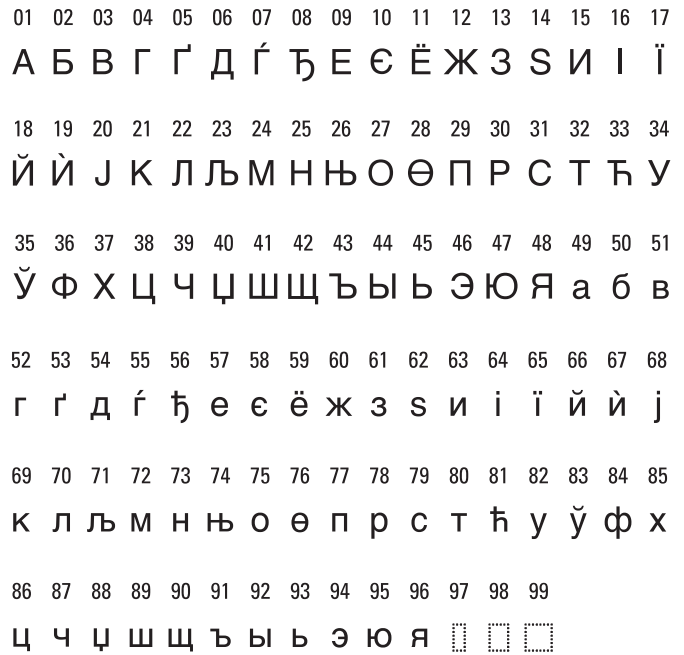 01 02 03 04 05 06 07 08 09 10 11 12 13 14 15 16 17
А Б В Г Ґ Д Ѓ Ђ Е Є Ё Ж З Ѕ И І Ї
18 19 20 21 22 23 24 25 26 27 28 29 30 31 32 33 34
Й Ѝ Ј К Л Љ М Н Њ О Ө П Р С Т Ћ У
35 36 37 38 39 40 41 42 43 44 45 46 47 48 49 50 51
Ў Ф Х Ц Ч Џ Ш Щ Ъ Ы Ь Э Ю Я а б в
52 53 54 55 56 57 58 59 60 61 62 63 64 65 66 67 68
г ґ д ѓ ђ е є ё ж з ѕ и і ї й ѝ ј
69 70 71 72 73 74 75 76 77 78 79 80 81 82 83 84 85
к л љ м н њ о ө п р с т ћ у ў ф х
86 87 88 89 90 91 92 93 94 95 96 97 98 99
ц ч џ ш щ ъ ы ь э ю я